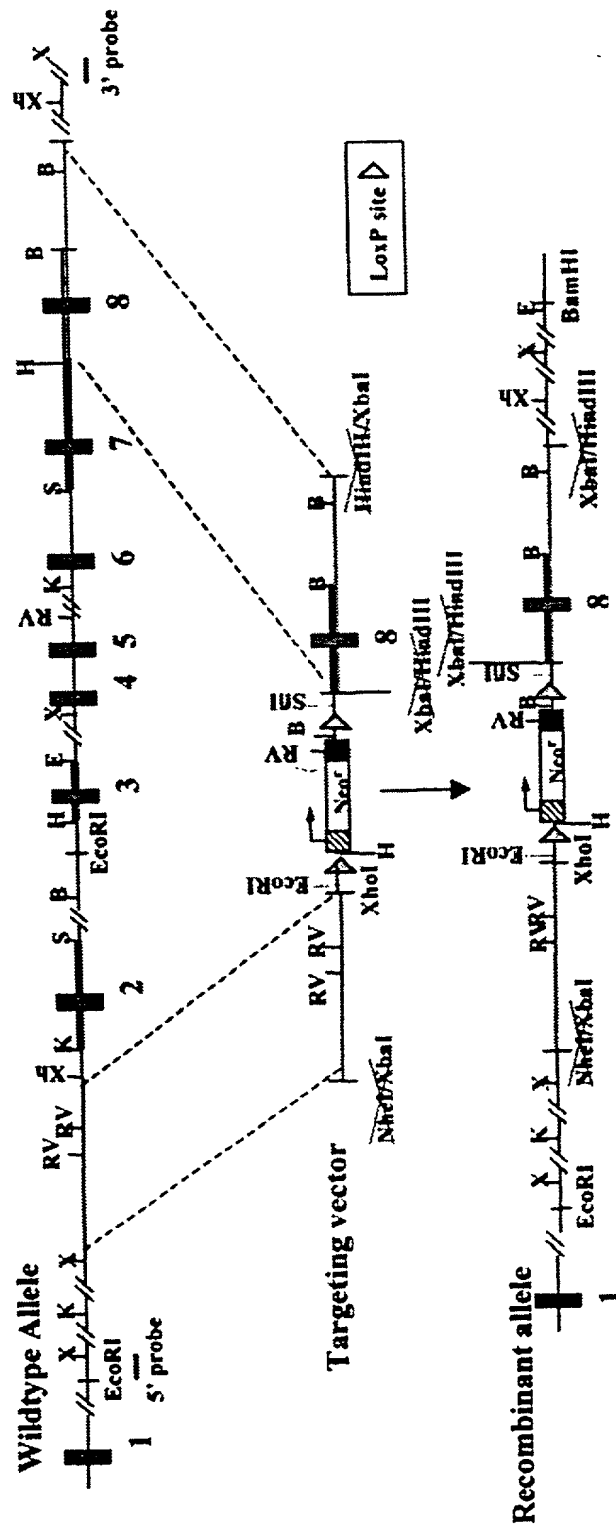 Wildtype Allele
X K X RV RV Xh K S B H E X RV K S H B B Xh X
EcoRI
EcoRI
5' probe
3' probe
1 2 3 4 5 6 7 8
Targeting vector
RV RV EcoRI Neoʳ RV B SfiI B B
NheI/XbaI
XhoI
H
XbaI/HindIII
8
HindIII/XbaI
LoxP site
Recombinant allele
X K X RV RV EcoRI Neoʳ RV B SfiI XbaI/HindIII B B Xh X E
EcoRI
NheI/XbaI
XhoI
H
XbaI/HindIII
BamHI
1
8